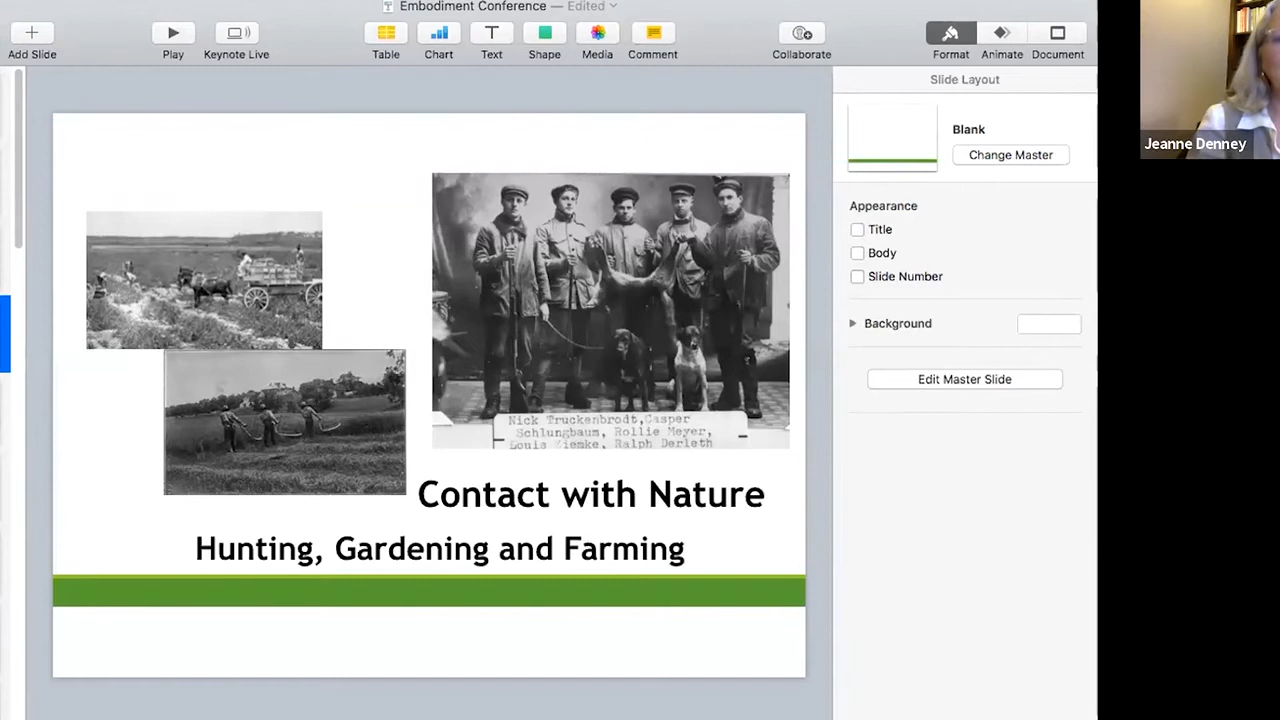 Embodiment Conference — Edited
Add Slide
Play
Keynote Live
Table
Chart
Text
Shape
Media
Comment
Collaborate
Format
Animate
Document
Slide Layout
Blank
Change Master
Appearance
Title
Body
Slide Number
Background
Edit Master Slide
Jeanne Denney
Nick Truckenbrodt,Casper
Schlungbaum, Rollie Meyer,
Louis Ziemke, Ralph Derleth
Contact with Nature
Hunting, Gardening and Farming